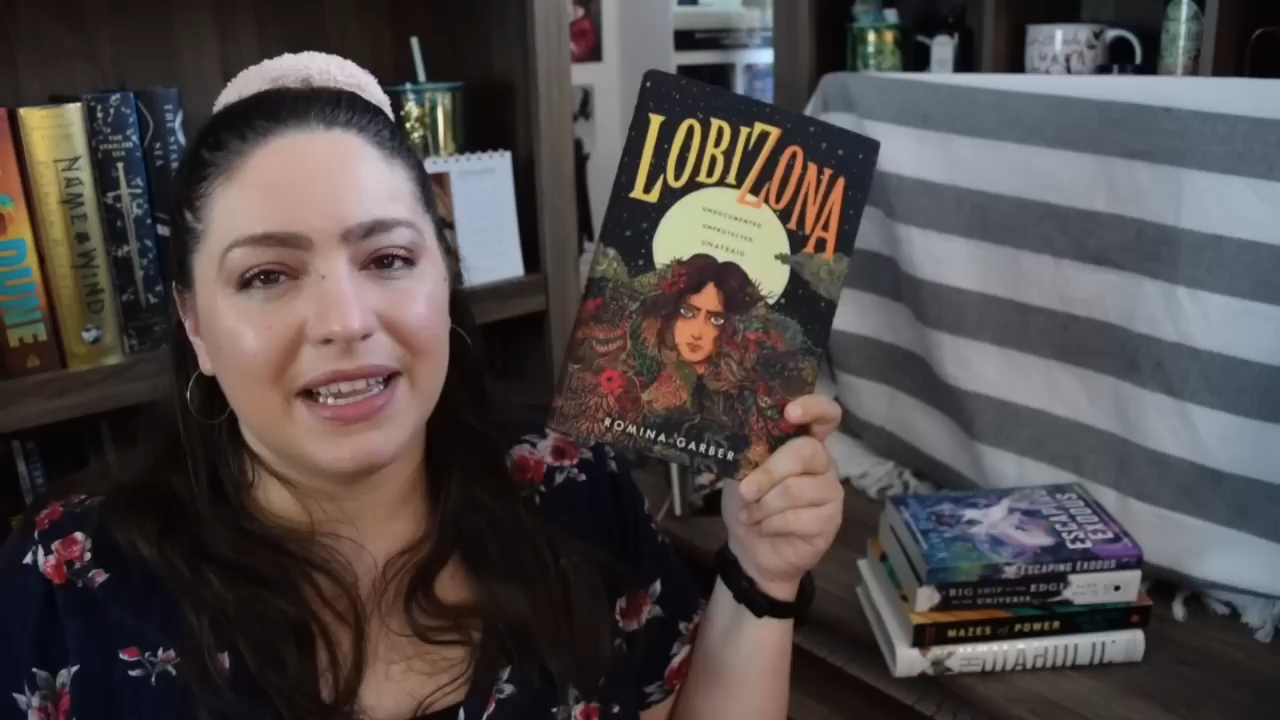 DUNE
NAME OF THE WIND
THE
STARLESS
SEA
LOBIZONA
UNDOCUMENTED
UNPROTECTED
UNAFRAID
ROMINA GARBER
ESCAPING
EXODUS
ESCAPING EXODUS
BIG SHIP AT THE EDGE
OF THE UNIVERSE
MAZES of POWER